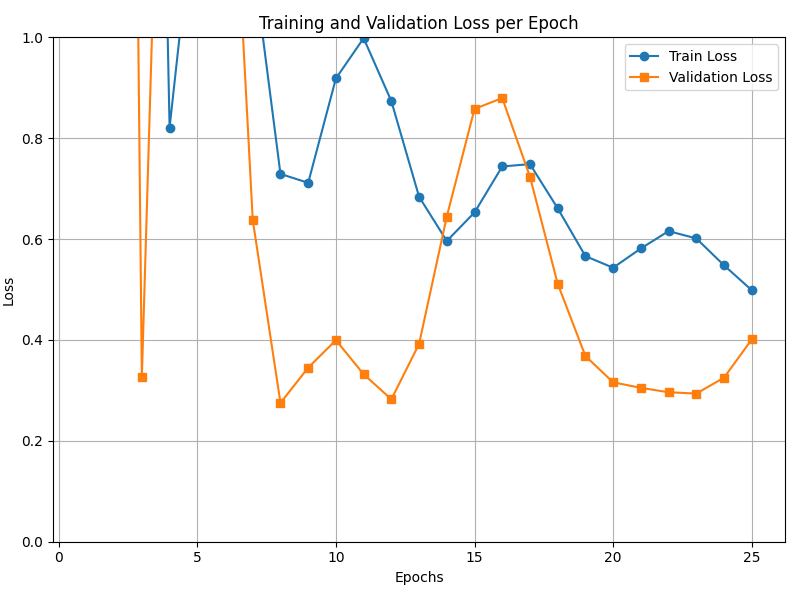 Training and Validation Loss per Epoch
Train Loss
Validation Loss
1.0
0.8
0.6
0.4
0.2
0.0
Loss
0 5 10 15 20 25
Epochs